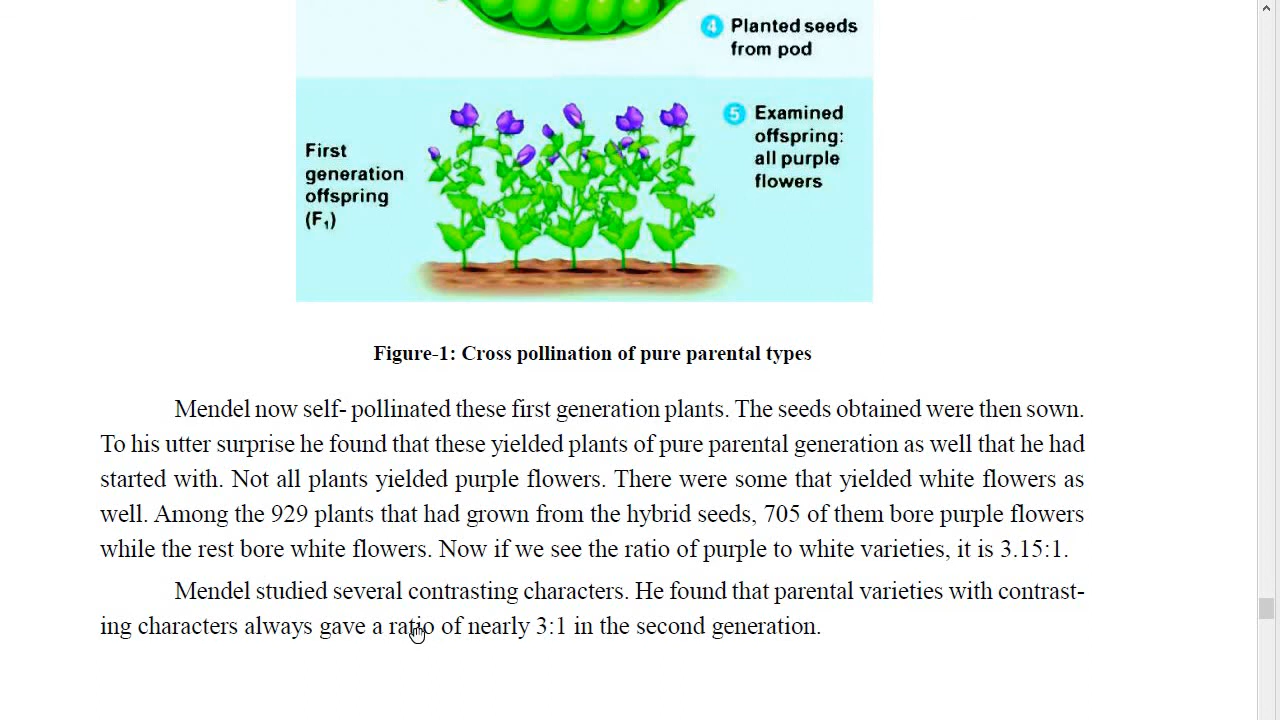 4 Planted seeds
from pod
5 Examined
offspring:
all purple
flowers
First
generation
offspring
(F₁)
Figure-1: Cross pollination of pure parental types
Mendel now self- pollinated these first generation plants. The seeds obtained were then sown.
To his utter surprise he found that these yielded plants of pure parental generation as well that he had
started with. Not all plants yielded purple flowers. There were some that yielded white flowers as
well. Among the 929 plants that had grown from the hybrid seeds, 705 of them bore purple flowers
while the rest bore white flowers. Now if we see the ratio of purple to white varieties, it is 3.15:1.
Mendel studied several contrasting characters. He found that parental varieties with contrast-
ing characters always gave a ratio of nearly 3:1 in the second generation.